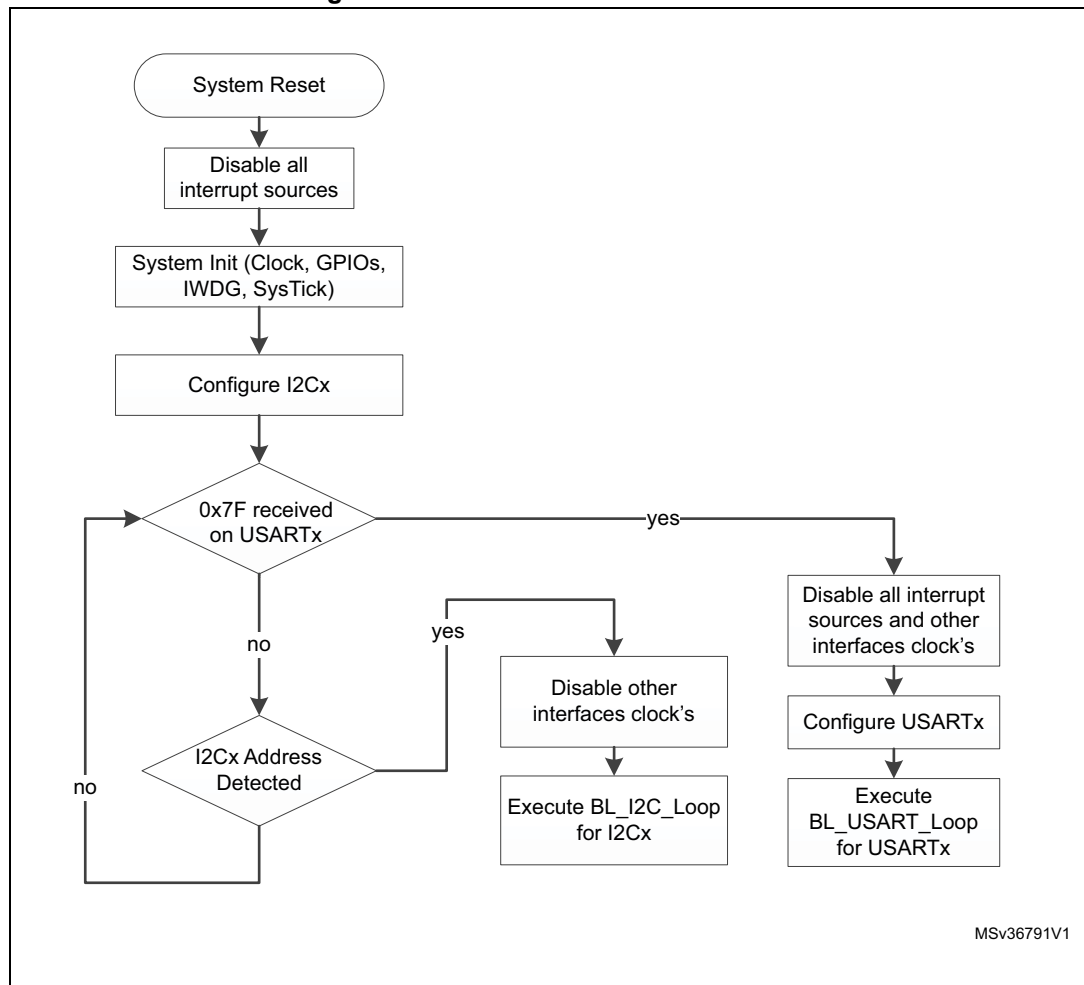 System Reset
Disable all
interrupt sources
System Init (Clock, GPIOs,
IWDG, SysTick)
Configure I2Cx
0x7F received
on USARTx
yes
Disable all interrupt
sources and other
interfaces clock's
no
yes
Disable other
interfaces clock's
Configure USARTx
I2Cx Address
Detected
no
Execute BL_I2C_Loop
for I2Cx
Execute
BL_USART_Loop
for USARTx
MSv36791V1